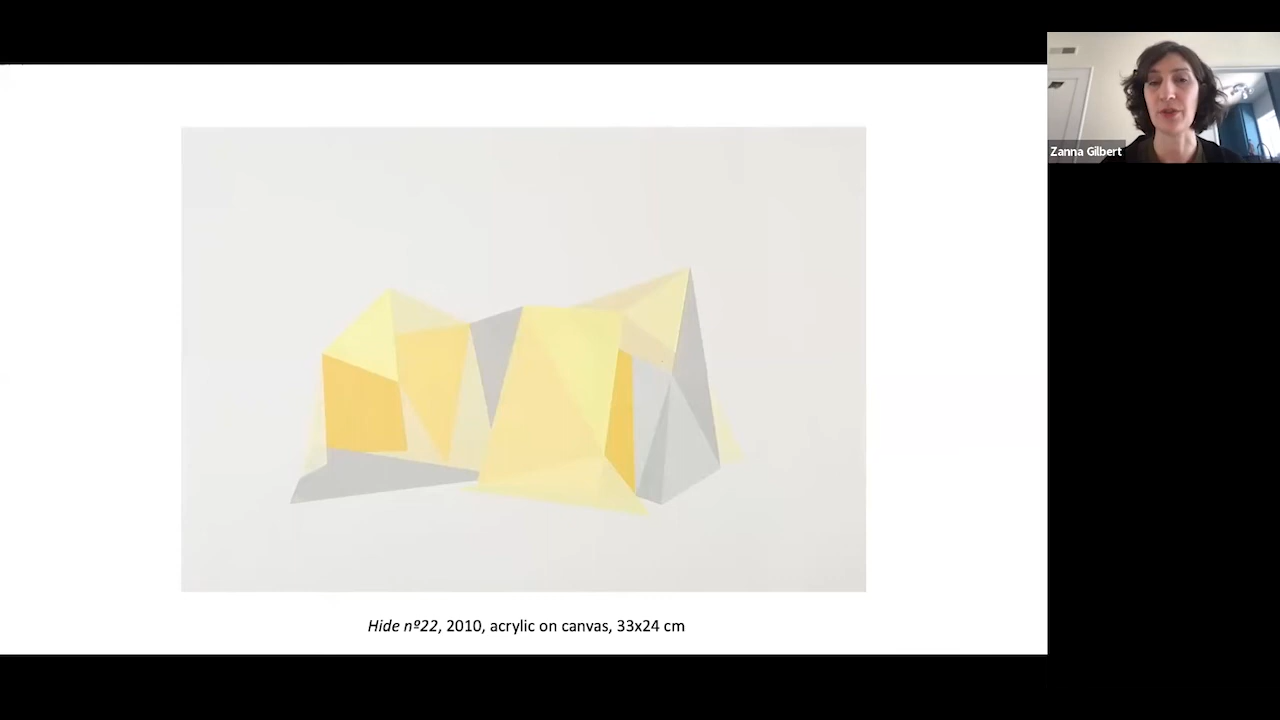 Zanna Gilbert
Hide nº22, 2010, acrylic on canvas, 33x24 cm